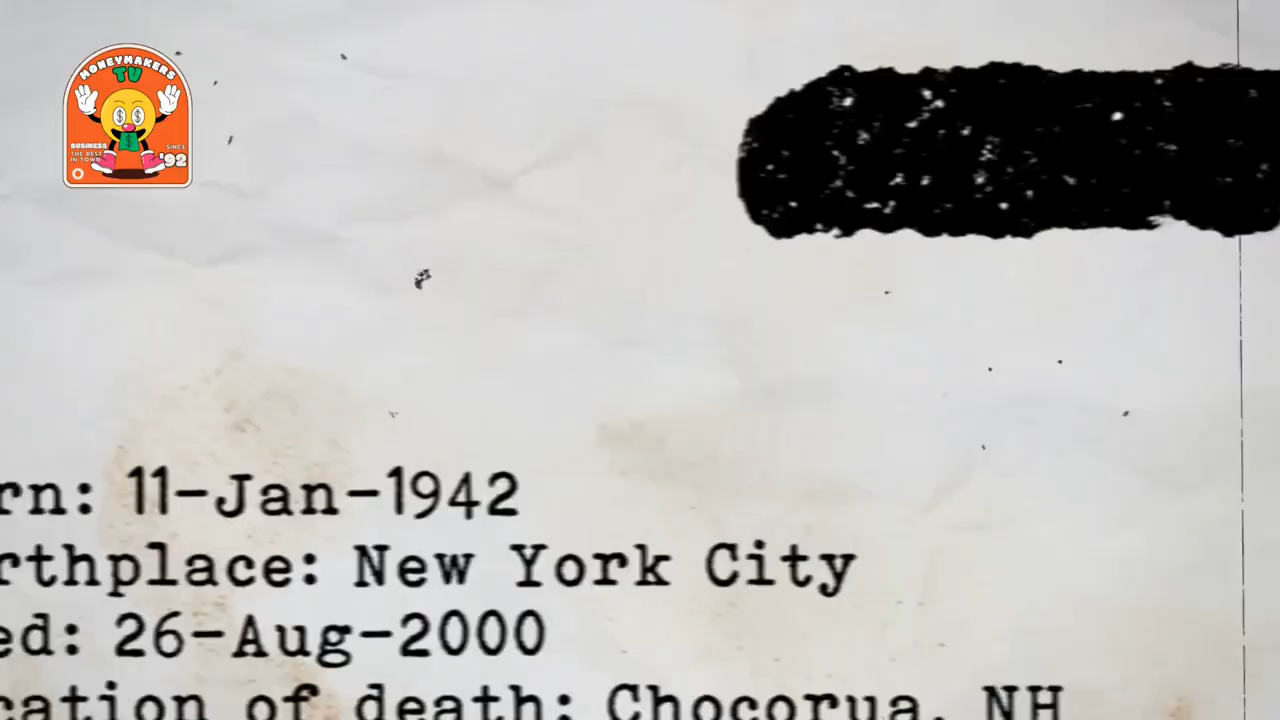 MONEYMAKERS
TV
BUSINESS
THE BEST
IN TOWN
SINCE
'92
rn: 11-Jan-1942
rthplace: New York City
ed: 26-Aug-2000
cation of death: Chocorua, NH